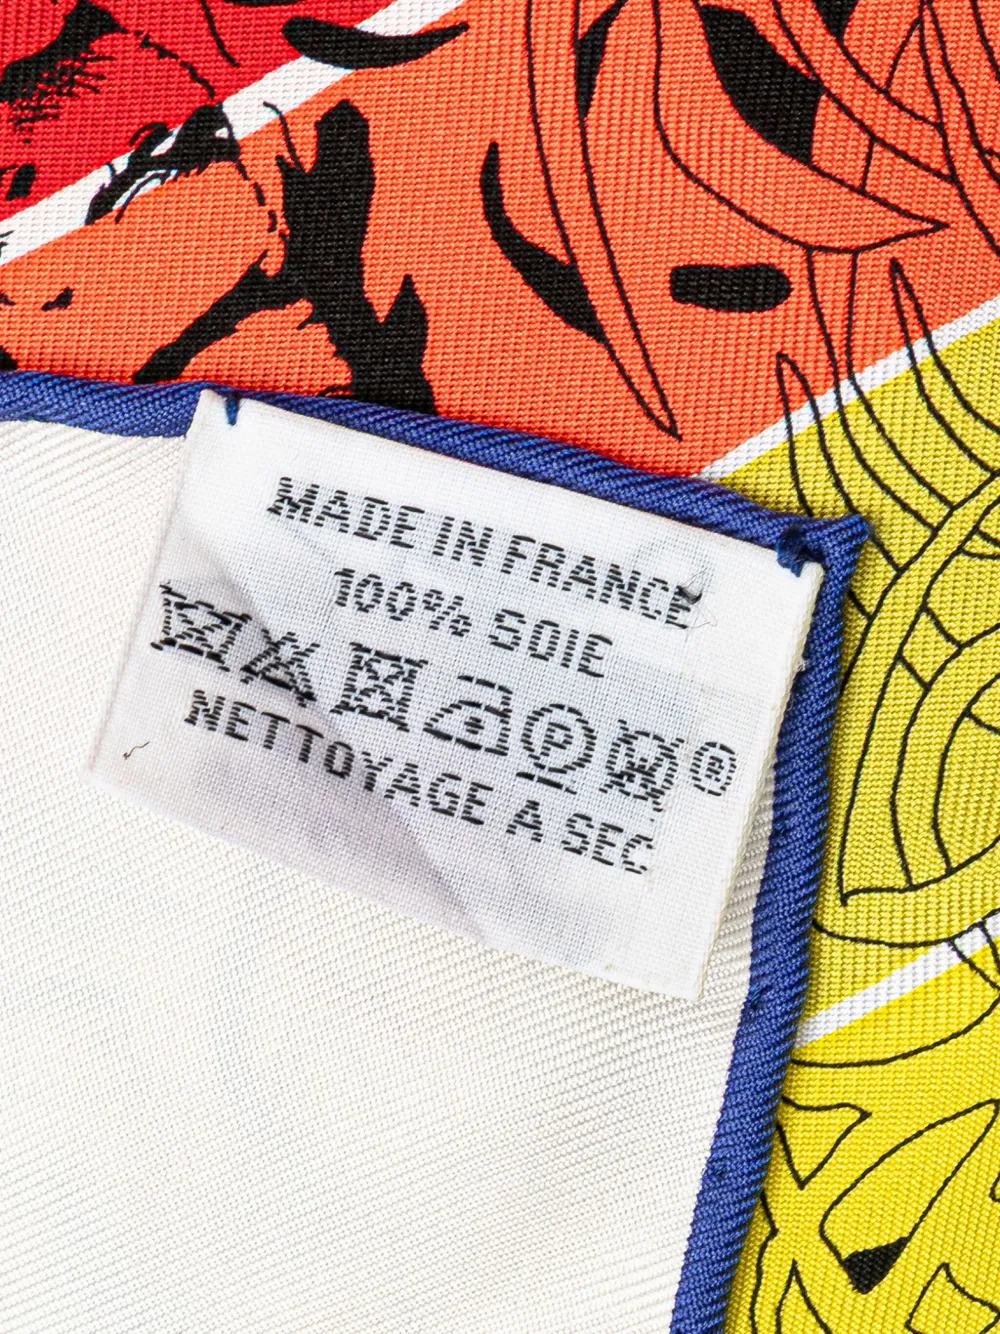 MADE IN FRANCE
100% SOIE
P ®
NETTOYAGE A SEC